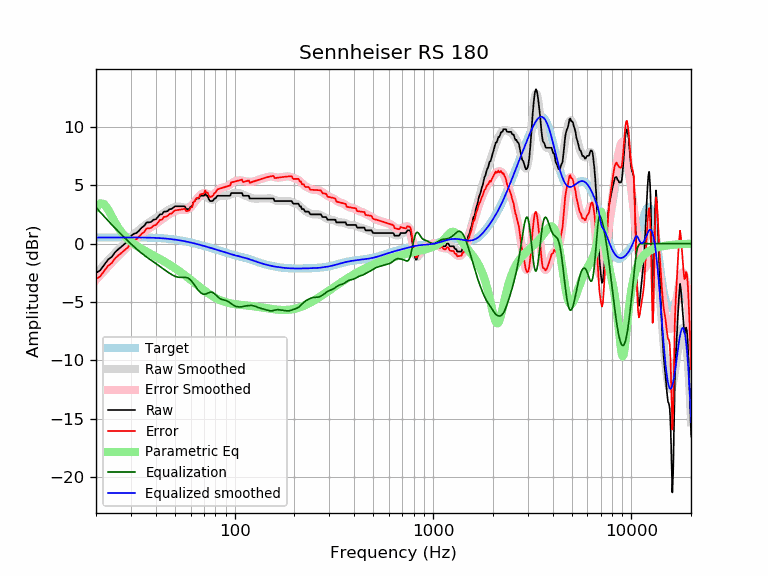 Sennheiser RS 180
Amplitude (dBr)
10
5
0
−5
−10
−15
−20
Target
Raw Smoothed
Error Smoothed
Raw
Error
Parametric Eq
Equalization
Equalized smoothed
100
1000
10000
Frequency (Hz)